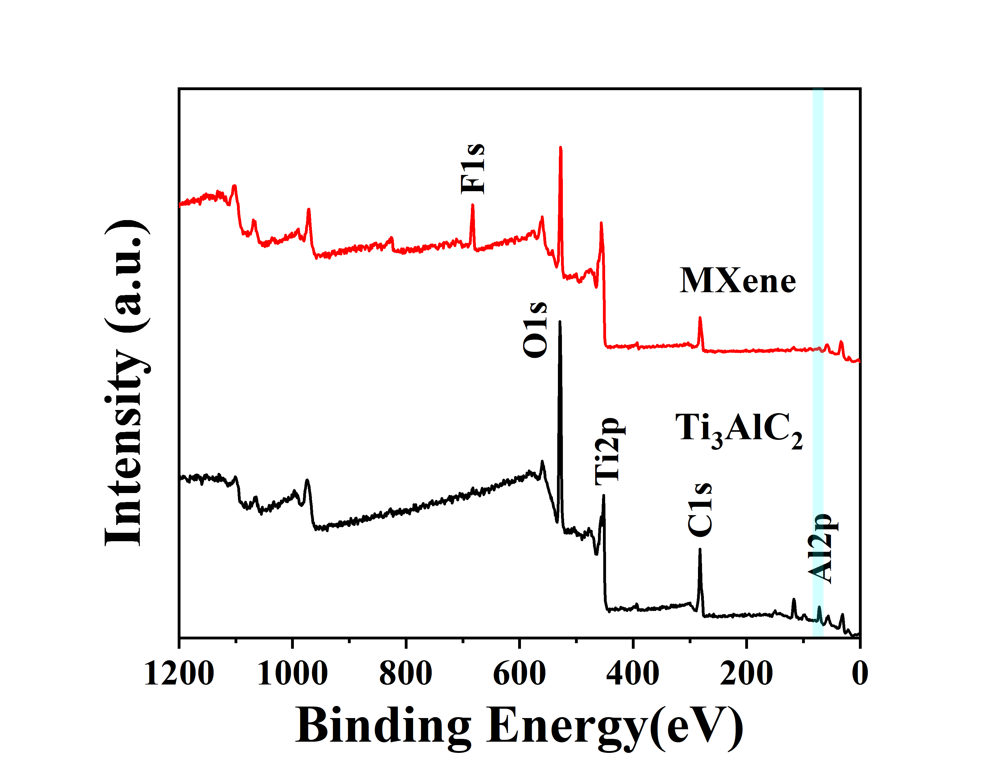 F1s
MXene
O1s
Ti₃AlC₂
Ti2p
C1s
Al2p
Intensity (a.u.)
1200 1000 800 600 400 200 0
Binding Energy(eV)